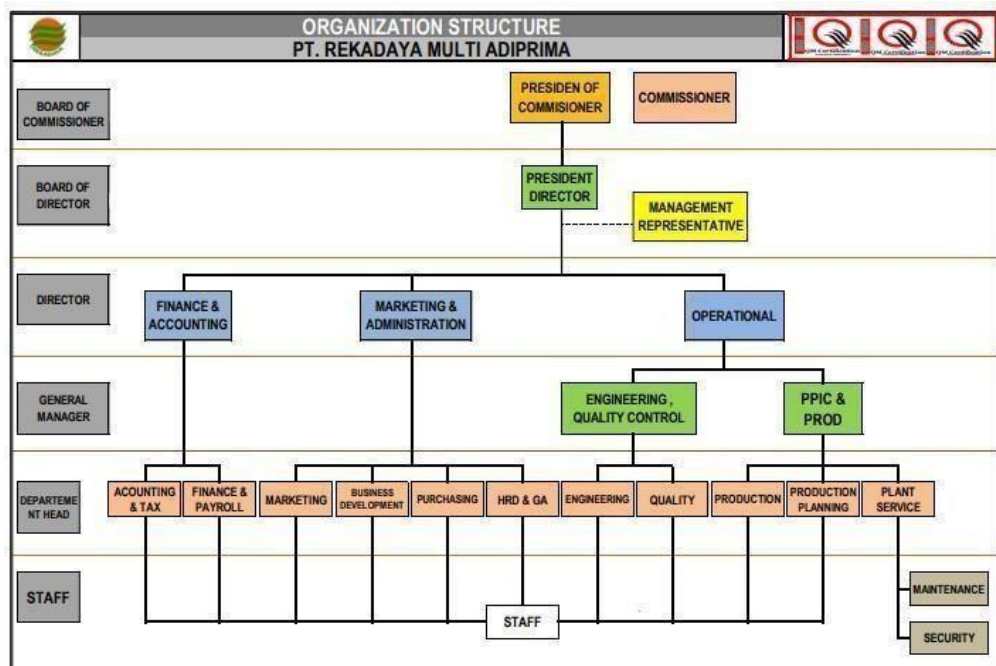 ORGANIZATION STRUCTURE
PT. REKADAYA MULTI ADIPRIMA
BOARD OF
COMMISSIONER
PRESIDEN OF
COMMISIONER
COMMISSIONER
BOARD OF
DIRECTOR
PRESIDENT
DIRECTOR
MANAGEMENT
REPRESENTATIVE
DIRECTOR
FINANCE &
ACCOUNTING
MARKETING &
ADMINISTRATION
OPERATIONAL
GENERAL
MANAGER
ENGINEERING ,
QUALITY CONTROL
PPIC &
PROD
DEPARTEME
NT HEAD
ACOUNTING
& TAX
FINANCE &
PAYROLL
MARKETING
BUSINESS
DEVELOPMENT
PURCHASING
HRD & GA
ENGINEERING
QUALITY
PRODUCTION
PRODUCTION
PLANNING
PLANT
SERVICE
STAFF
STAFF
MAINTENANCE
SECURITY